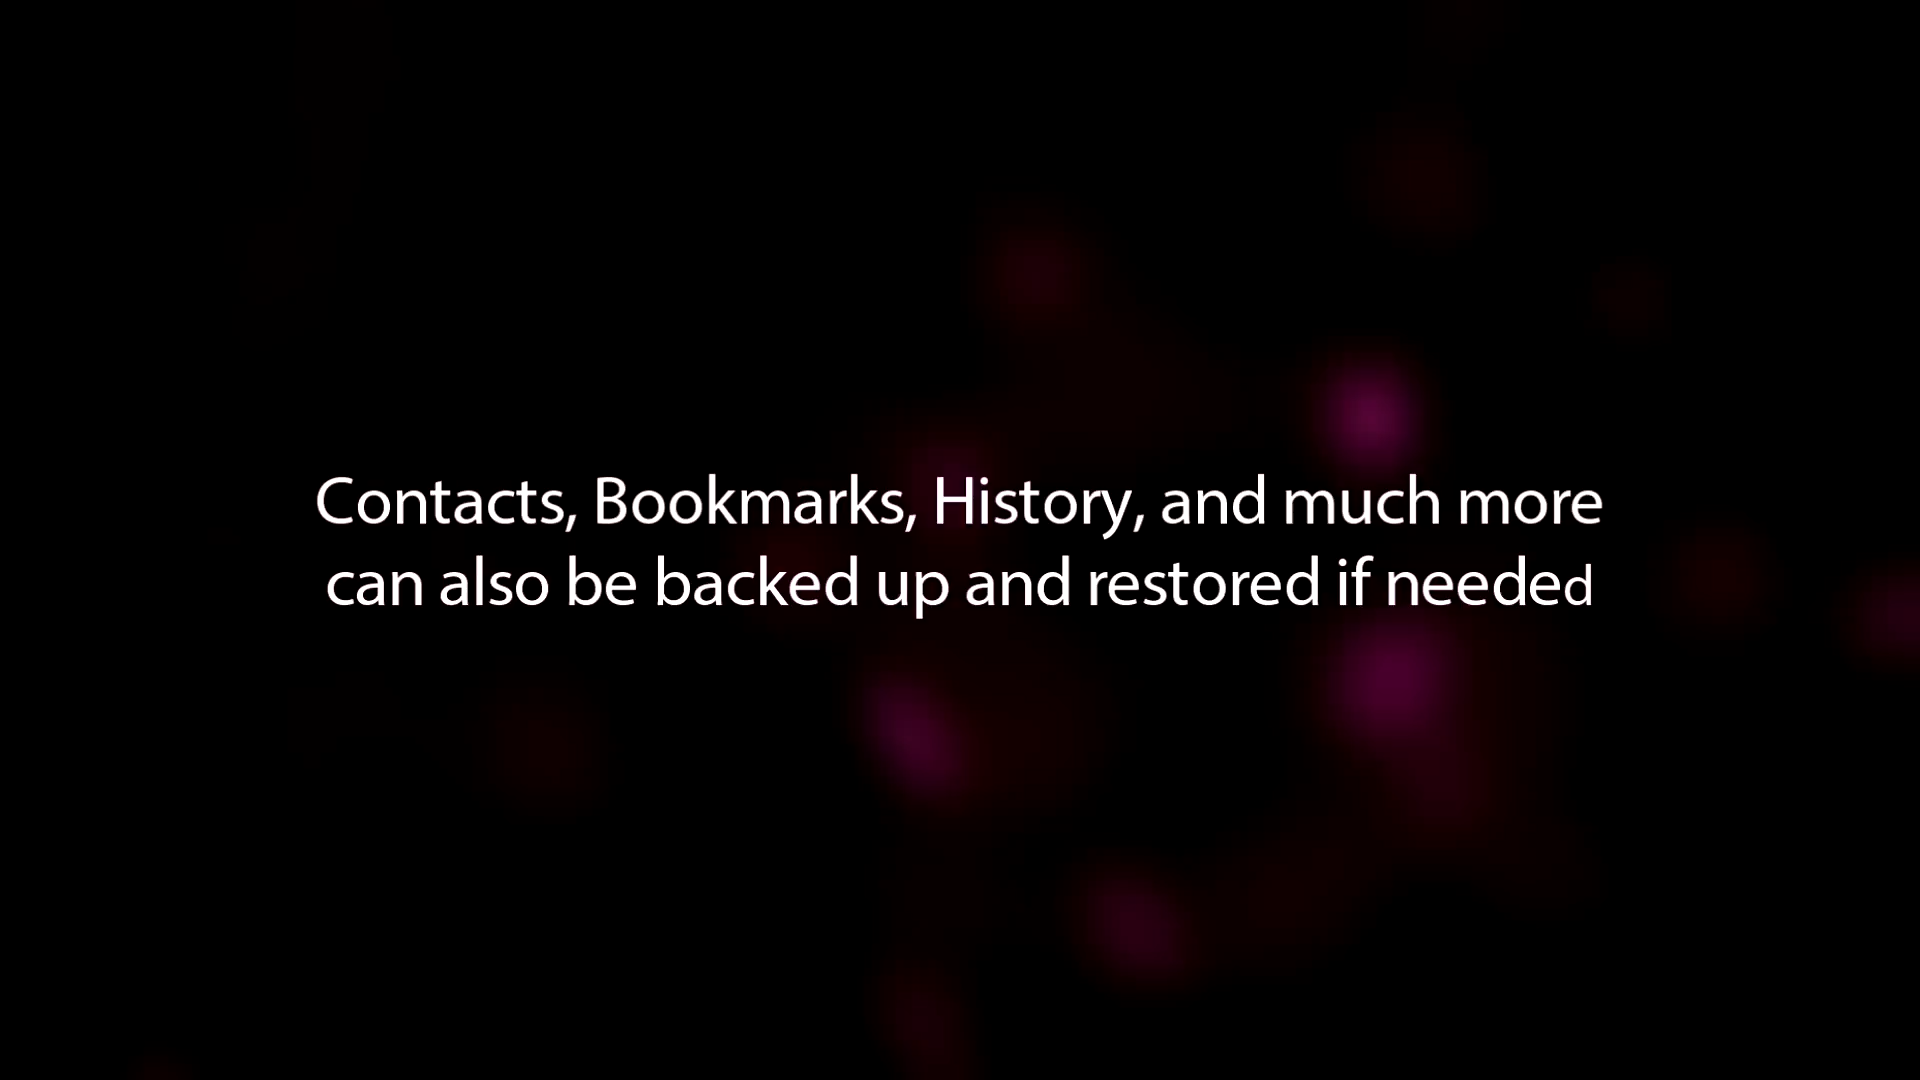 Contacts, Bookmarks, History, and much more
can also be backed up and restored if needed